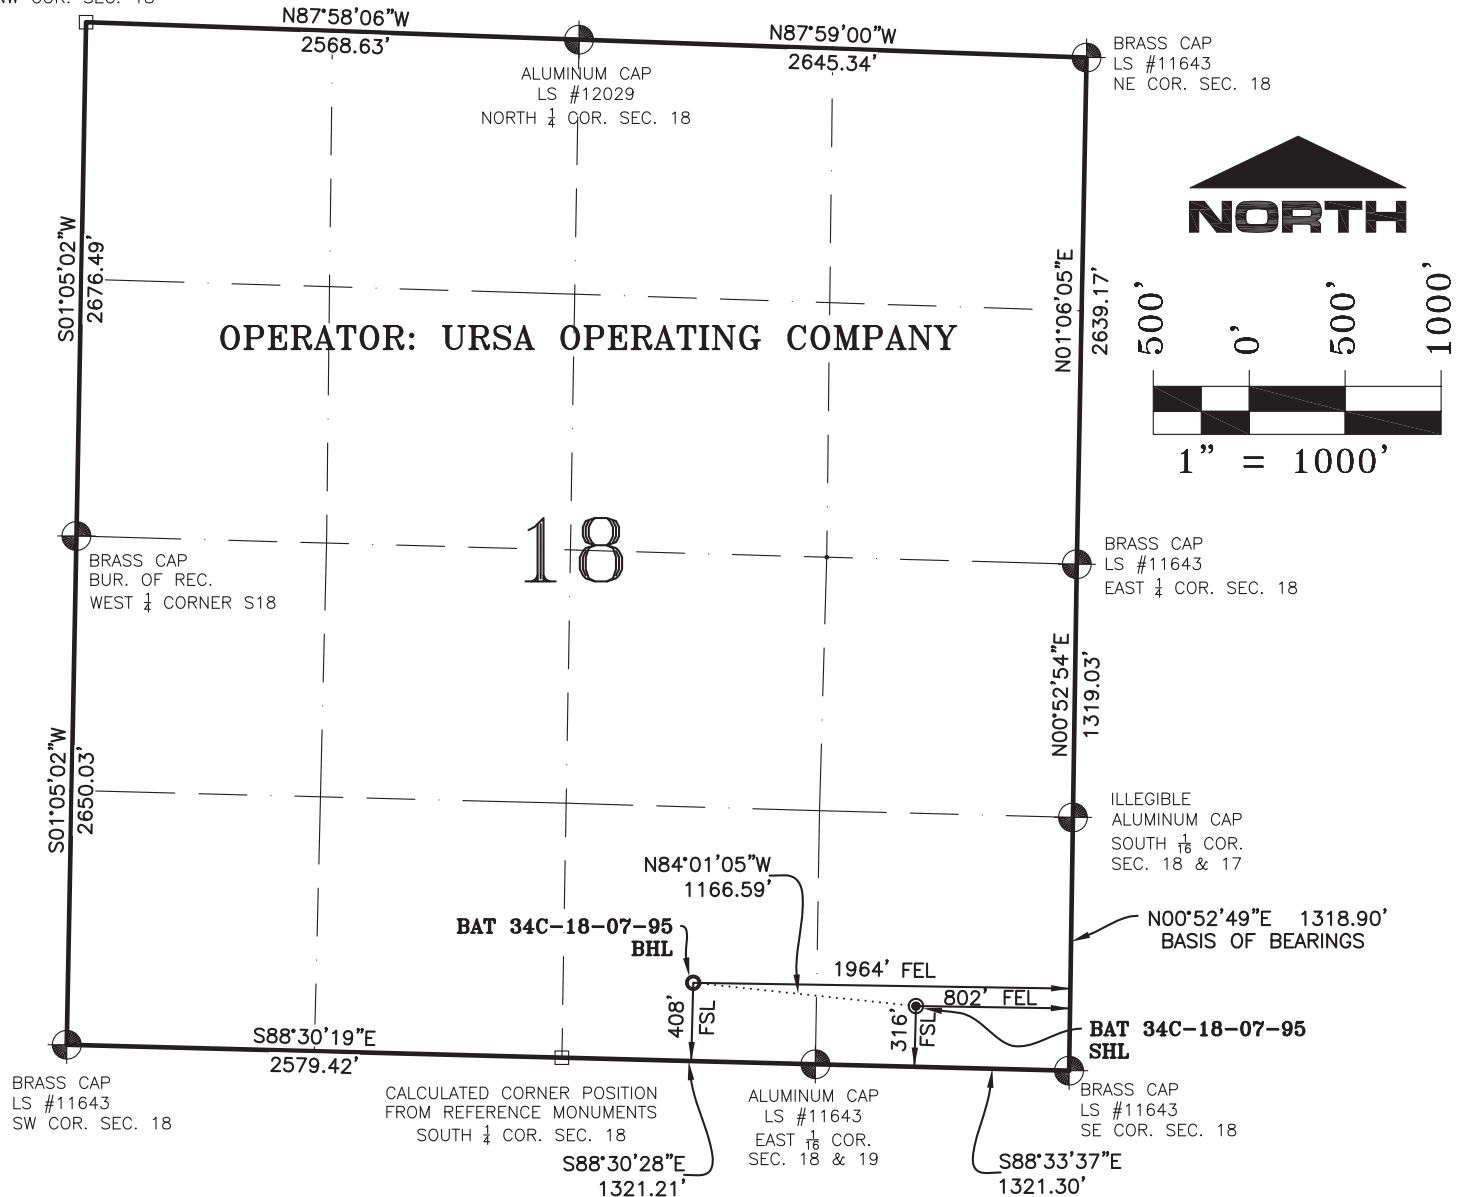 NW COR. SEC. 18
N87°58'06"W
2568.63'
N87°59'00"W
2645.34'
BRASS CAP
LS #11643
NE COR. SEC. 18
ALUMINUM CAP
LS #12029
NORTH 1/4 COR. SEC. 18
NORTH
S01°05'02"W
2676.49'
N01°06'05"E
2639.17'
500'
0'
500'
1000'
1" = 1000'
OPERATOR: URSA OPERATING COMPANY
18
BRASS CAP
BUR. OF REC.
WEST 1/4 CORNER S18
BRASS CAP
LS #11643
EAST 1/4 COR. SEC. 18
S01°05'02"W
2650.03'
N00°52'54"E
1319.03'
ILLEGIBLE
ALUMINUM CAP
SOUTH 1/16 COR.
SEC. 18 & 17
N84°01'05"W
1166.59'
BAT 34C-18-07-95
BHL
N00°52'49"E 1318.90'
BASIS OF BEARINGS
1964' FEL
802' FEL
408'
FSL
316'
FSL
BAT 34C-18-07-95
SHL
S88°30'19"E
2579.42'
BRASS CAP
LS #11643
SW COR. SEC. 18
CALCULATED CORNER POSITION
FROM REFERENCE MONUMENTS
SOUTH 1/4 COR. SEC. 18
ALUMINUM CAP
LS #11643
EAST 1/16 COR.
SEC. 18 & 19
BRASS CAP
LS #11643
SE COR. SEC. 18
S88°30'28"E
1321.21'
S88°33'37"E
1321.30'